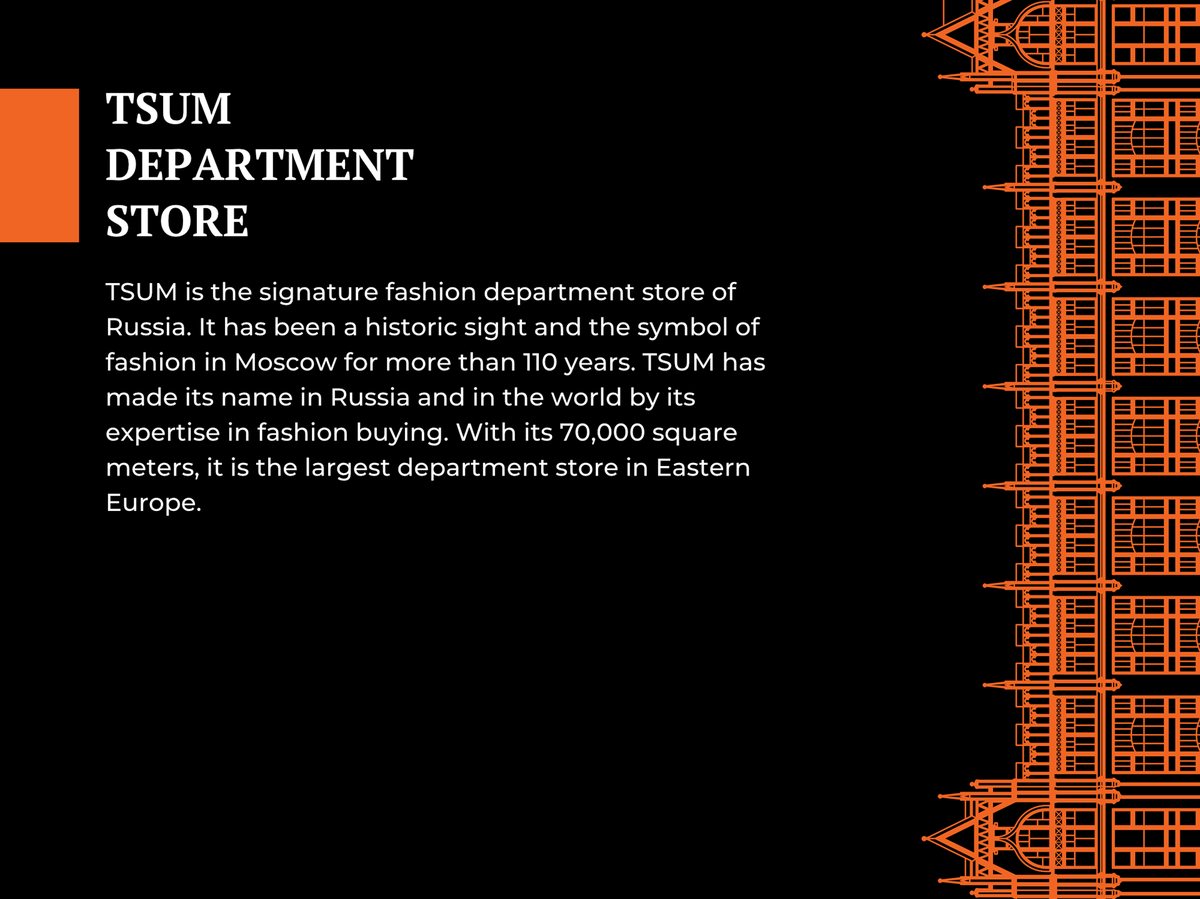 TSUM
DEPARTMENT
STORE
TSUM is the signature fashion department store of
Russia. It has been a historic sight and the symbol of
fashion in Moscow for more than 110 years. TSUM has
made its name in Russia and in the world by its
expertise in fashion buying. With its 70,000 square
meters, it is the largest department store in Eastern
Europe.